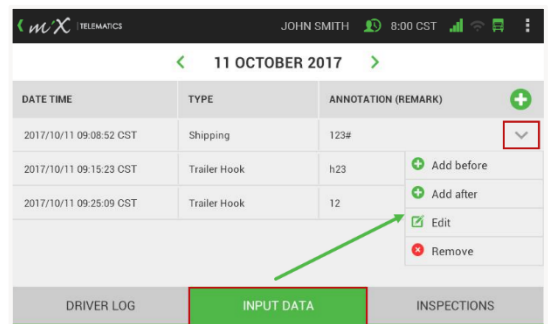 mix TELEMATICS JOHN SMITH 8:00 CST
11 OCTOBER 2017
DATE TIME TYPE ANNOTATION (REMARK)
2017/10/11 09:08:52 CST Shipping 123#
2017/10/11 09:15:23 CST Trailer Hook h23 Add before
2017/10/11 09:25:09 CST Trailer Hook 12 Add after
Edit
Remove
DRIVER LOG INPUT DATA INSPECTIONS